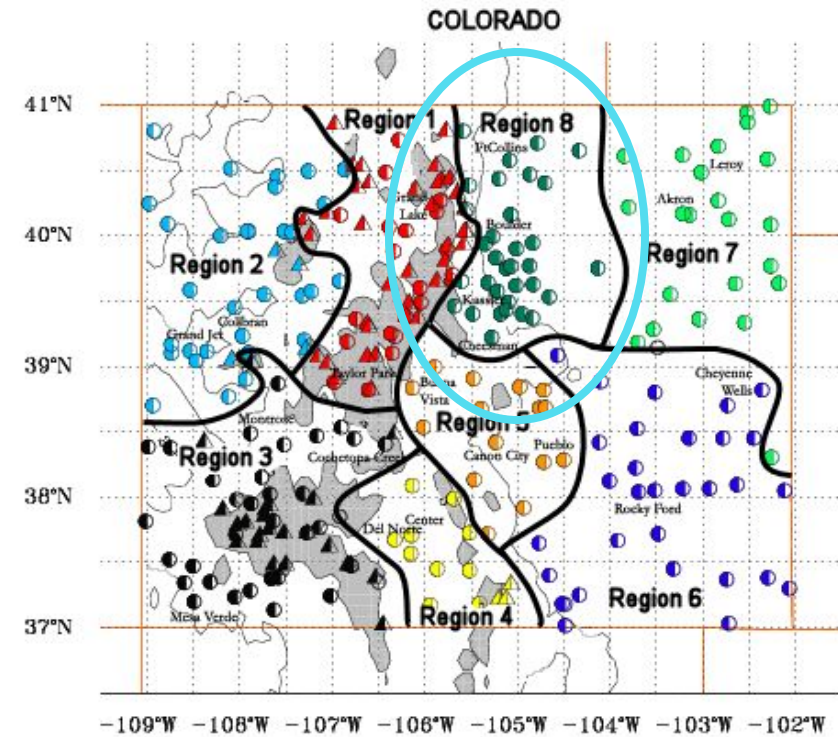 COLORADO
41°N
Region 1
Region 8
FtCollins
Leroy
Grand
Lake
Akron
Boulder
40°N
Region 2
Region 7
Kassler
Collbran
Grand Jct
Cheesman
39°N
Taylor Park
Buena
Vista
Cheyenne
Wells
Montrose
Region 5
Region 3
Cochetopa Creek
Canon City
Pueblo
38°N
Rocky Ford
Del Norte
Center
Region 4
Region 6
Mesa Verde
37°N
-109°W -108°W -107°W -106°W -105°W -104°W -103°W -102°W